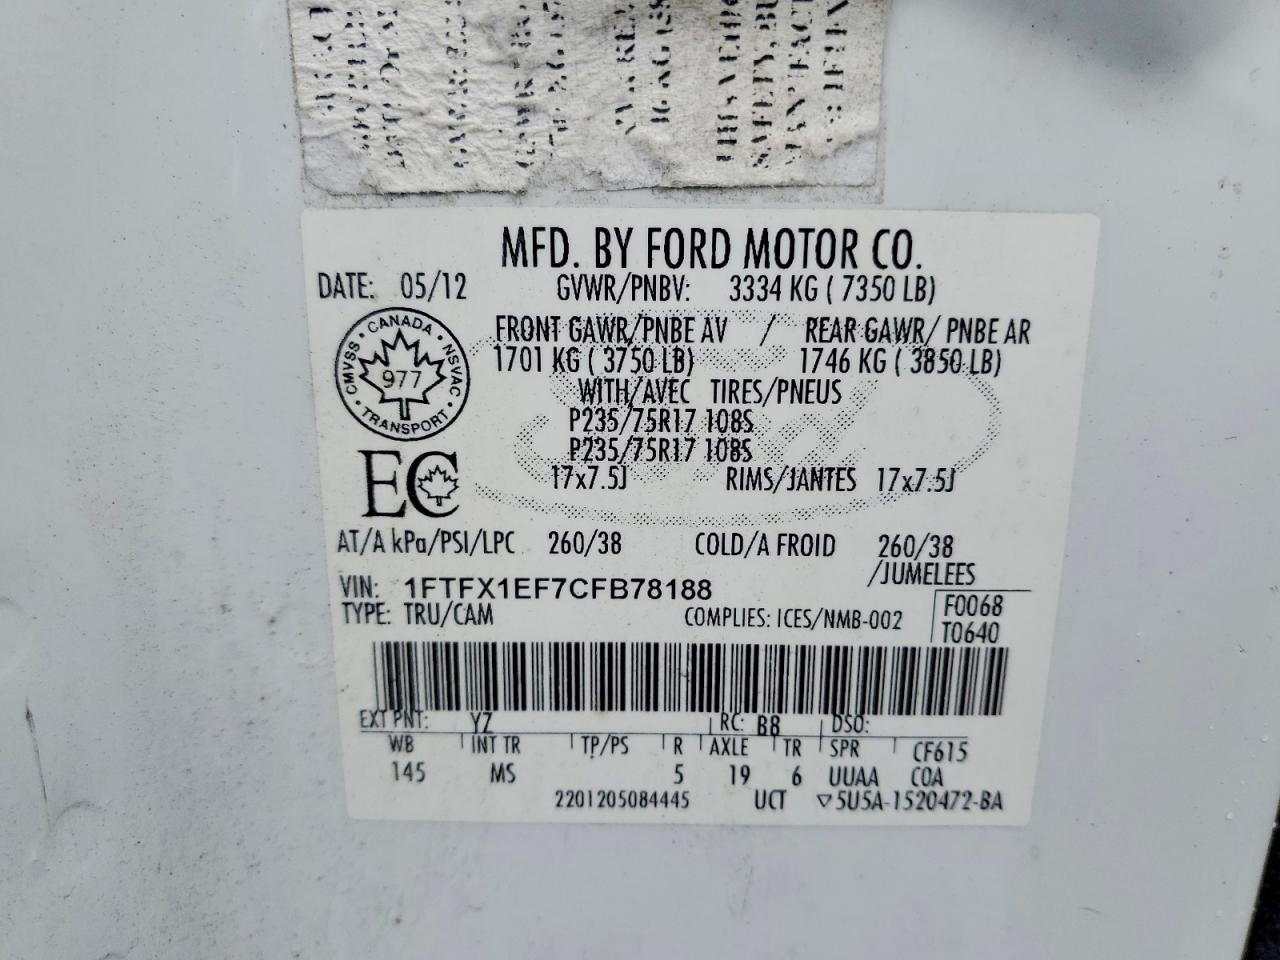 MFD. BY FORD MOTOR CO.
DATE: 05/12 GVWR/PNBV: 3334 KG ( 7350 LB)
FRONT GAWR/PNBE AV / REAR GAWR/ PNBE AR
1701 KG ( 3750 LB) 1746 KG ( 3850 LB)
WITH/AVEC TIRES/PNEUS
P235/75R17 108S
P235/75R17 108S
17x7.5J RIMS/JANTES 17x7.5J
CANADA
CMVSS NSVAC
977
TRANSPORT
EC
AT/A kPa/PSI/LPC 260/38 COLD/A FROID 260/38
/JUMELEES
VIN: 1FTFX1EF7CFB78188
TYPE: TRU/CAM COMPLIES: ICES/NMB-002
F0068
T0640
EXT PNT: YZ RC: B8 DSO:
WB INT TR TP/PS R AXLE TR SPR CF615
145 MS 5 19 6 UUAA COA
2201205084445 UCT ▽5U5A-1520472-BA